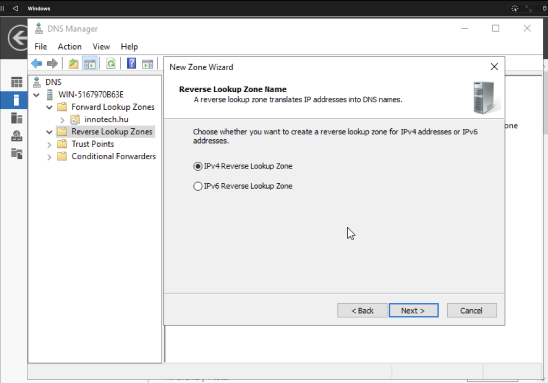 Windows
DNS Manager
File Action View Help
DNS
WIN-5167970B63E
Forward Lookup Zones
innotech.hu
Reverse Lookup Zones
Trust Points
Conditional Forwarders
New Zone Wizard
Reverse Lookup Zone Name
A reverse lookup zone translates IP addresses into DNS names.
Choose whether you want to create a reverse lookup zone for IPv4 addresses or IPv6
addresses.
IPv4 Reverse Lookup Zone
IPv6 Reverse Lookup Zone
< Back Next > Cancel
one